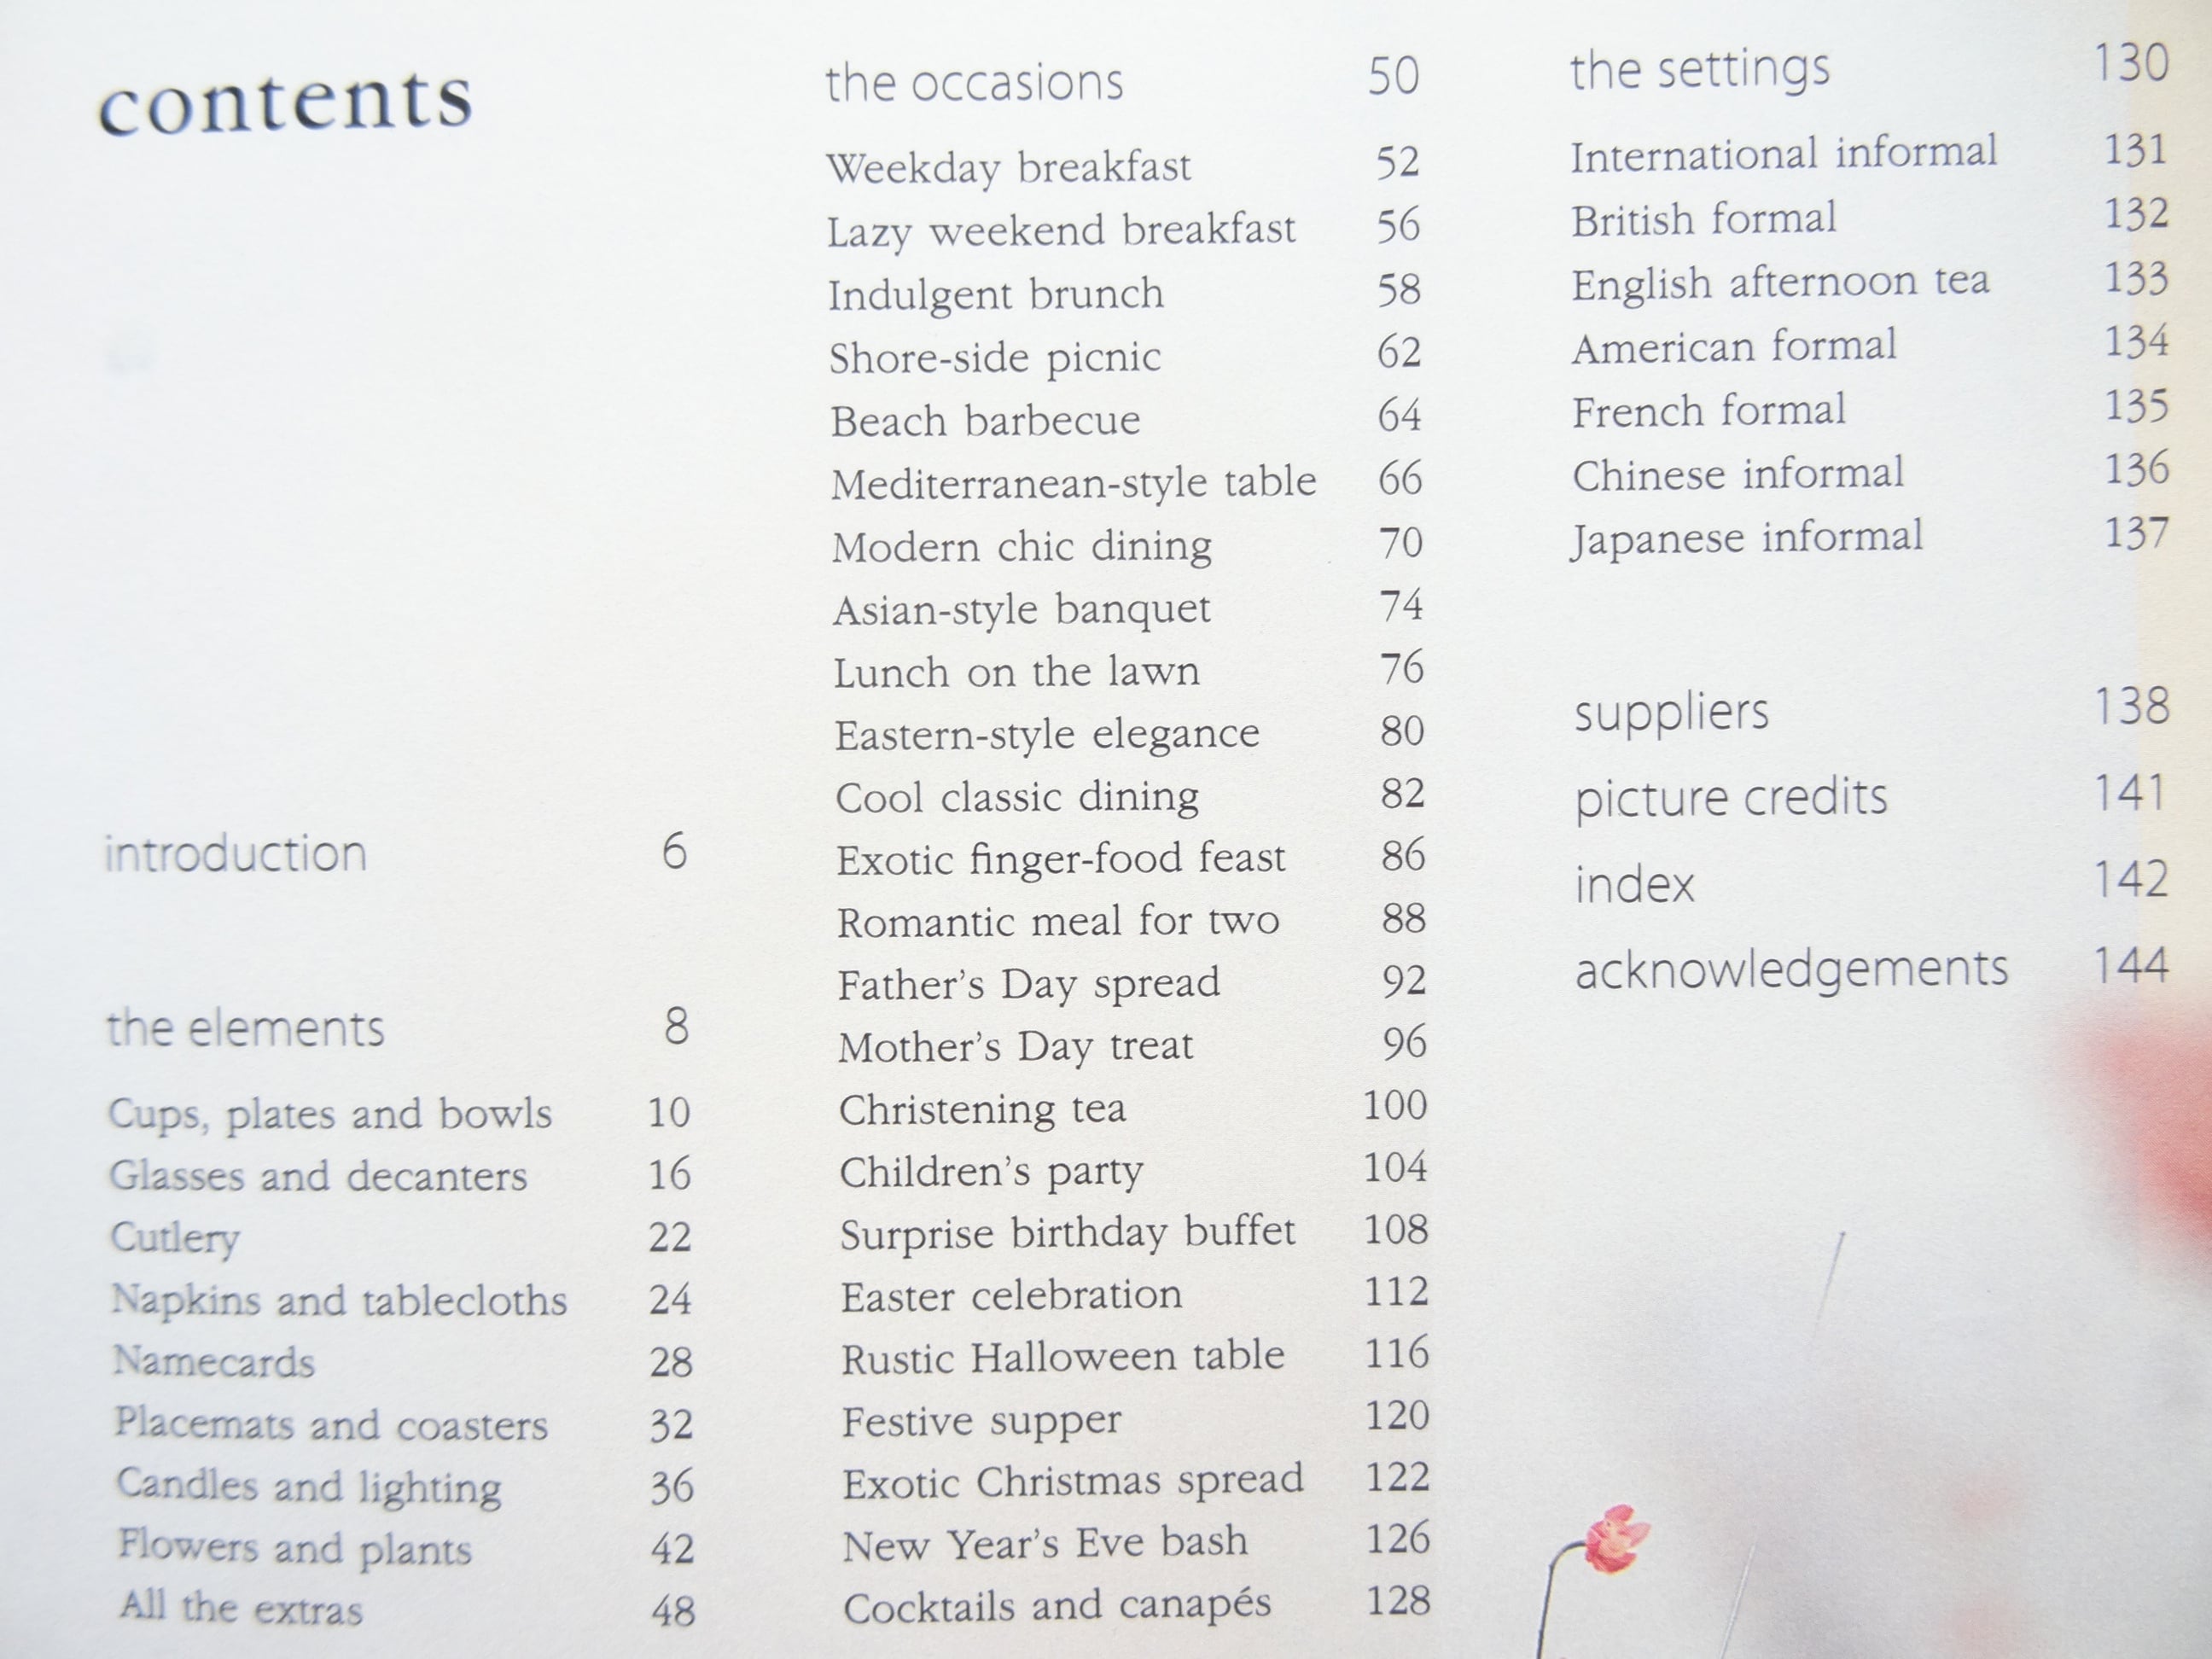 contents
introduction 6
the elements 8
Cups, plates and bowls 10
Glasses and decanters 16
Cutlery 22
Napkins and tablecloths 24
Namecards 28
Placemats and coasters 32
Candles and lighting 36
Flowers and plants 42
All the extras 48
the occasions 50
Weekday breakfast 52
Lazy weekend breakfast 56
Indulgent brunch 58
Shore-side picnic 62
Beach barbecue 64
Mediterranean-style table 66
Modern chic dining 70
Asian-style banquet 74
Lunch on the lawn 76
Eastern-style elegance 80
Cool classic dining 82
Exotic finger-food feast 86
Romantic meal for two 88
Father's Day spread 92
Mother's Day treat 96
Christening tea 100
Children's party 104
Surprise birthday buffet 108
Easter celebration 112
Rustic Halloween table 116
Festive supper 120
Exotic Christmas spread 122
New Year's Eve bash 126
Cocktails and canapés 128
the settings 130
International informal 131
British formal 132
English afternoon tea 133
American formal 134
French formal 135
Chinese informal 136
Japanese informal 137
suppliers 138
picture credits 141
index 142
acknowledgements 144